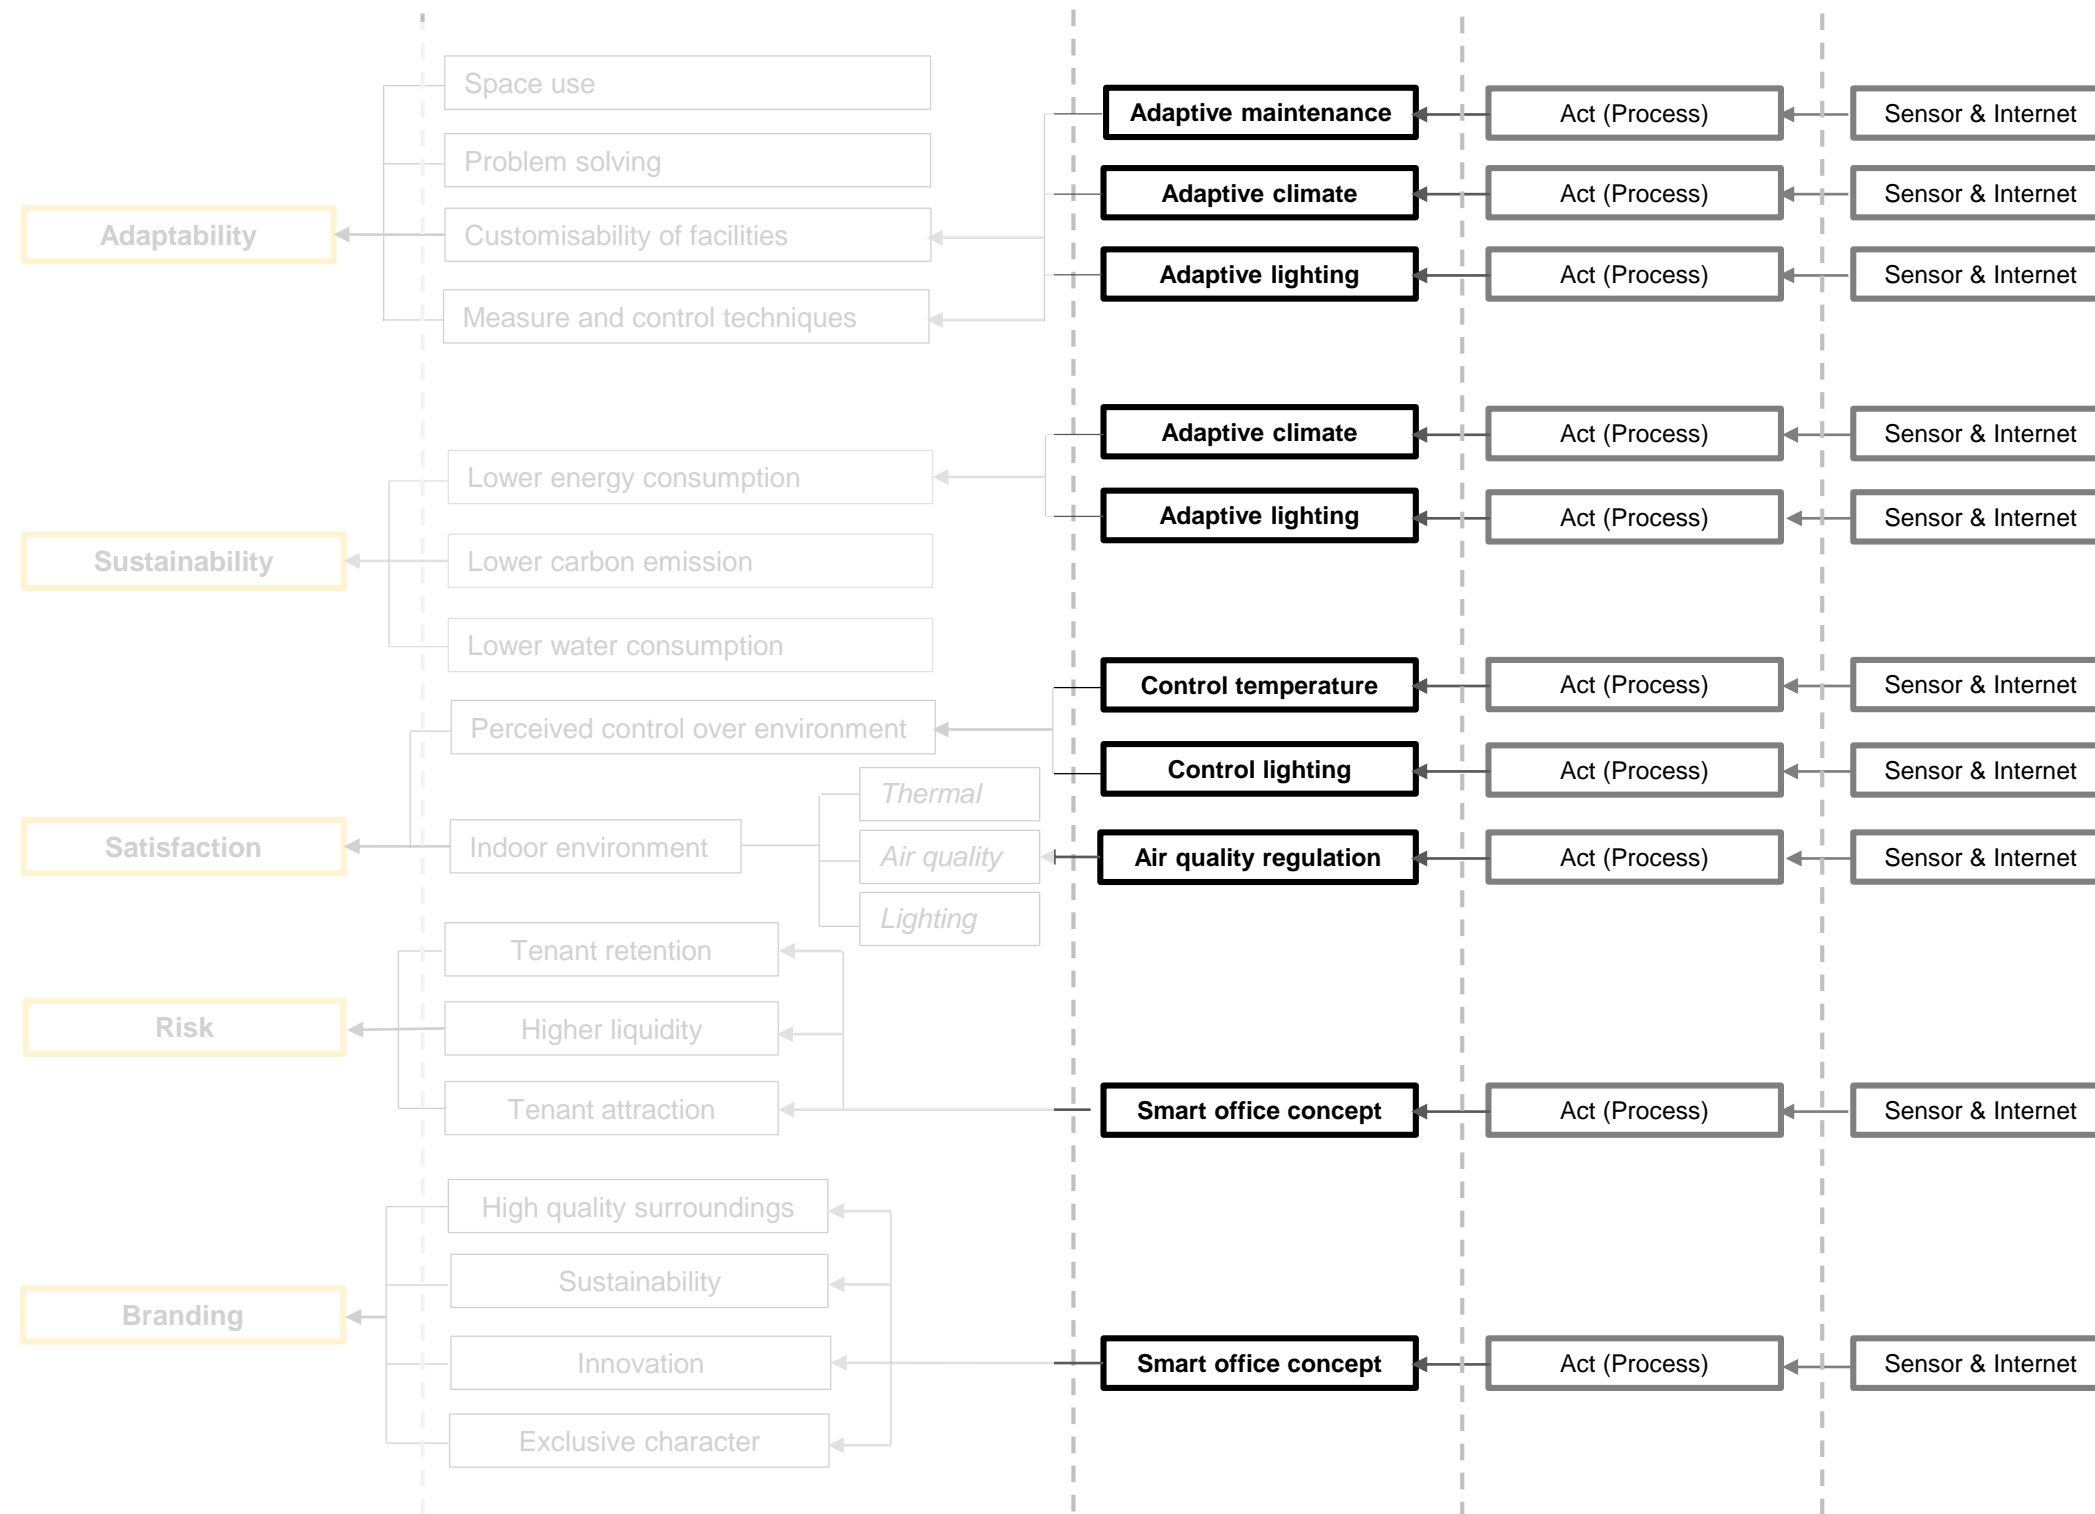 Space use
Adaptive maintenance
Act (Process)
Sensor & Internet
Problem solving
Adaptive climate
Act (Process)
Sensor & Internet
Adaptability
Customisability of facilities
Adaptive lighting
Act (Process)
Sensor & Internet
Measure and control techniques
Adaptive climate
Act (Process)
Sensor & Internet
Lower energy consumption
Adaptive lighting
Act (Process)
Sensor & Internet
Sustainability
Lower carbon emission
Lower water consumption
Control temperature
Act (Process)
Sensor & Internet
Perceived control over environment
Control lighting
Act (Process)
Sensor & Internet
Thermal
Satisfaction
Indoor environment
Air quality
Air quality regulation
Act (Process)
Sensor & Internet
Lighting
Tenant retention
Risk
Higher liquidity
Tenant attraction
Smart office concept
Act (Process)
Sensor & Internet
High quality surroundings
Sustainability
Branding
Innovation
Smart office concept
Act (Process)
Sensor & Internet
Exclusive character